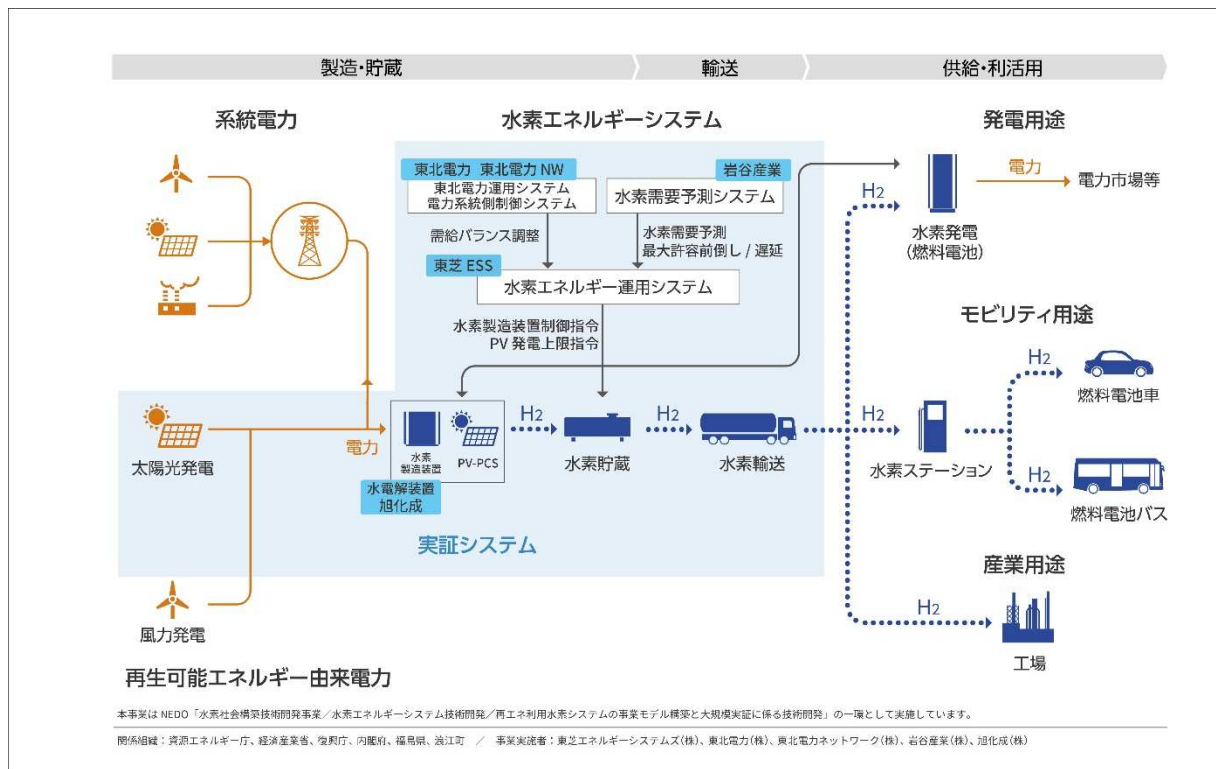 製造・貯蔵
輸送
供給・利活用
系統電力
水素エネルギーシステム
発電用途
東北電力 東北電力 NW
東北電力運用システム
電力系統側制御システム
岩谷産業
水素需要予測システム
需給バランス調整
水素需要予測
最大許容前倒し / 遅延
東芝 ESS
水素エネルギー運用システム
水素製造装置制御指令
PV 発電上限指令
H2
電力
電力市場等
水素発電
(燃料電池)
モビリティ用途
H2
燃料電池車
太陽光発電
電力
水素
製造装置
PV-PCS
水電解装置
旭化成
H2
水素貯蔵
H2
水素輸送
H2
水素ステーション
H2
燃料電池バス
実証システム
産業用途
H2
工場
風力発電
再生可能エネルギー由来電力
本事業は NEDO「水素社会構築技術開発事業／水素エネルギーシステム技術開発／再エネ利用水素システムの事業モデル構築と大規模実証に係る技術開発」の一環として実施しています。
関係組織：資源エネルギー庁、経済産業省、復興庁、内閣府、福島県、浪江町 ／ 事業実施者：東芝エネルギーシステムズ(株)、東北電力(株)、東北電力ネットワーク(株)、岩谷産業(株)、旭化成(株)